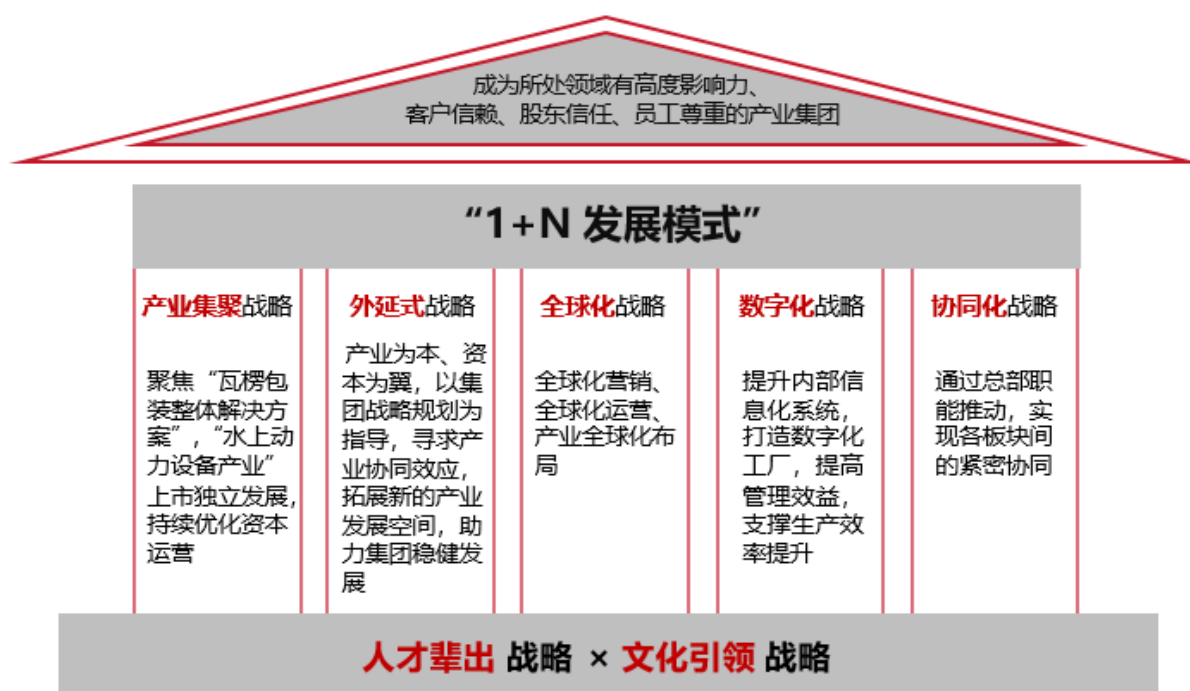 成为所处领域有高度影响力、
客户信赖、股东信任、员工尊重的产业集团
“1+N 发展模式”
产业集聚战略
聚焦“瓦楞包
装整体解决方
案”，“水上动
力设备产业”
上市独立发展，
持续优化资本
运营
外延式战略
产业为本、资
本为翼，以集
团战略规划为
指导，寻求产
业协同效应，
拓展新的产业
发展空间，助
力集团稳健发
展
全球化战略
全球化营销、
全球化运营、
产业全球化布
局
数字化战略
提升内部信
息化系统，
打造数字化
工厂，提高
管理效益，
支撑生产效
率提升
协同化战略
通过总部职
能推动，实
现各板块间
的紧密协同
人才辈出 战略 × 文化引领 战略